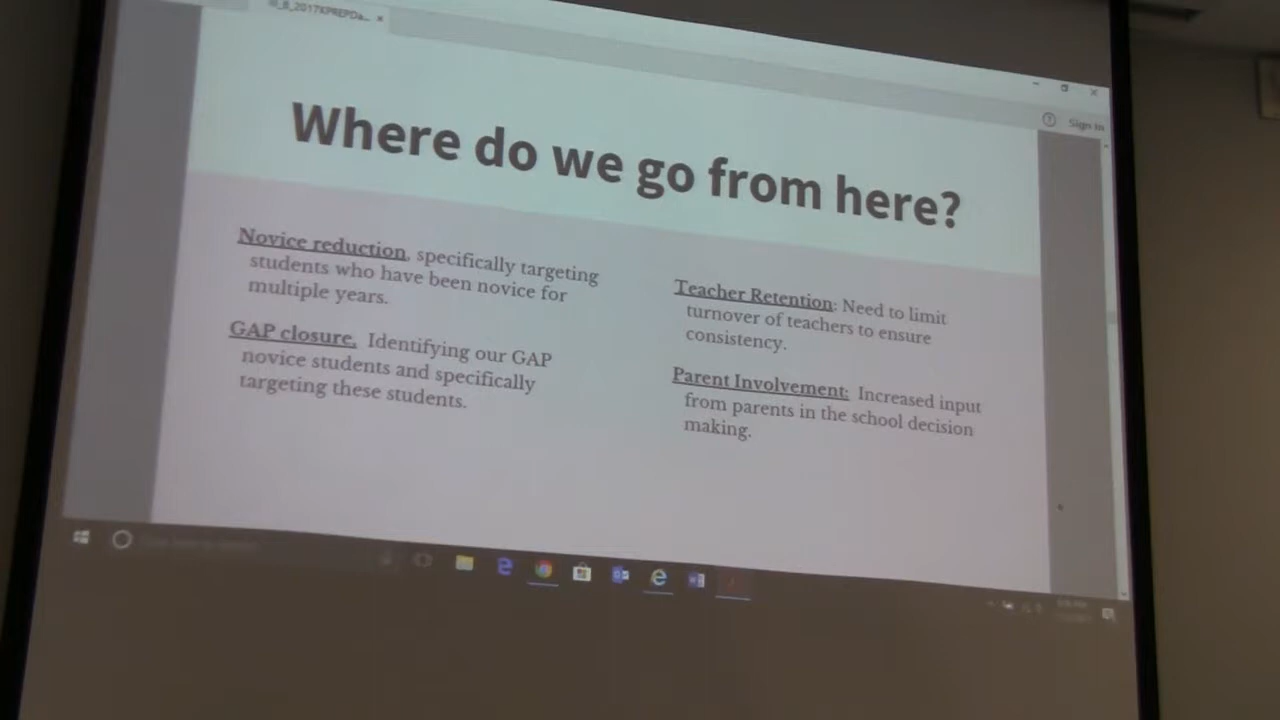 _8_2017KPREPDa...
Sign In
Where do we go from here?
Novice reduction, specifically targeting
students who have been novice for
multiple years.
GAP closure. Identifying our GAP
novice students and specifically
targeting these students.
Teacher Retention: Need to limit
turnover of teachers to ensure
consistency.
Parent Involvement: Increased input
from parents in the school decision
making.